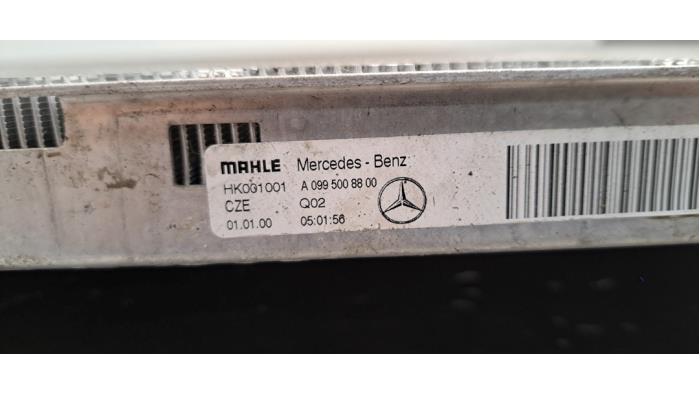 MAHLE Mercedes-Benz
HK001001 A 099 500 88 00
CZE Q02
01.01.00 05:01:56